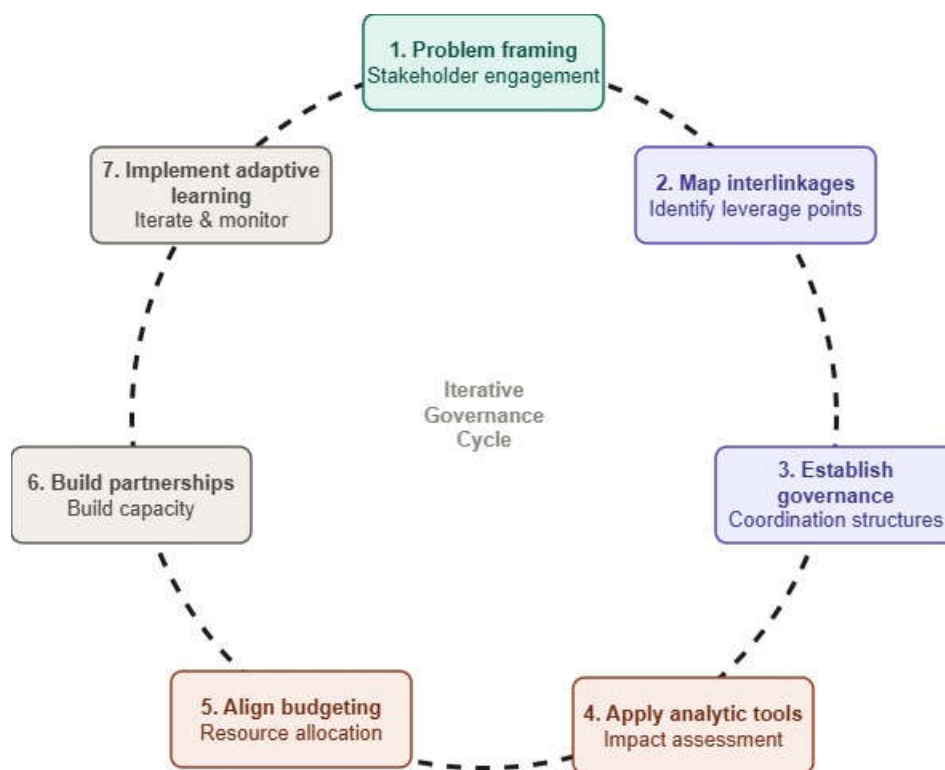 1. Problem framing
Stakeholder engagement
2. Map interlinkages
Identify leverage points
3. Establish
governance
Coordination structures
4. Apply analytic tools
Impact assessment
5. Align budgeting
Resource allocation
6. Build partnerships
Build capacity
7. Implement adaptive
learning
Iterate & monitor
Iterative
Governance
Cycle